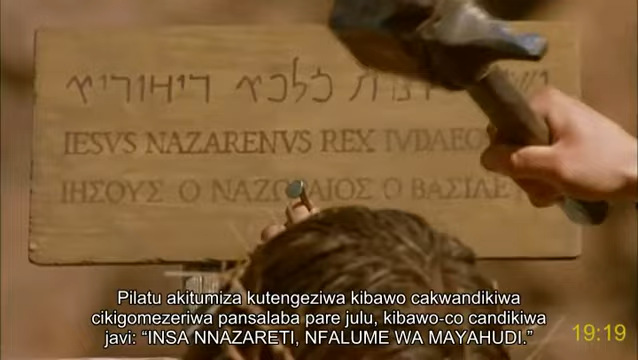 IESVS NAZARENVS REX IVDAEO
ΙΗΣΟΥΣ Ο ΝΑΖΩΡΑΙΟΣ Ο ΒΑΣΙΛΕ
Pilatu akitumiza kutengeziwa kibawo cakwandikiwa
cikigomezeriwa pansalaba pare julu, kibawo-co candikiwa
javi: “INSA NNAZARETI, NFALUME WA MAYAHUDI.”
19:19